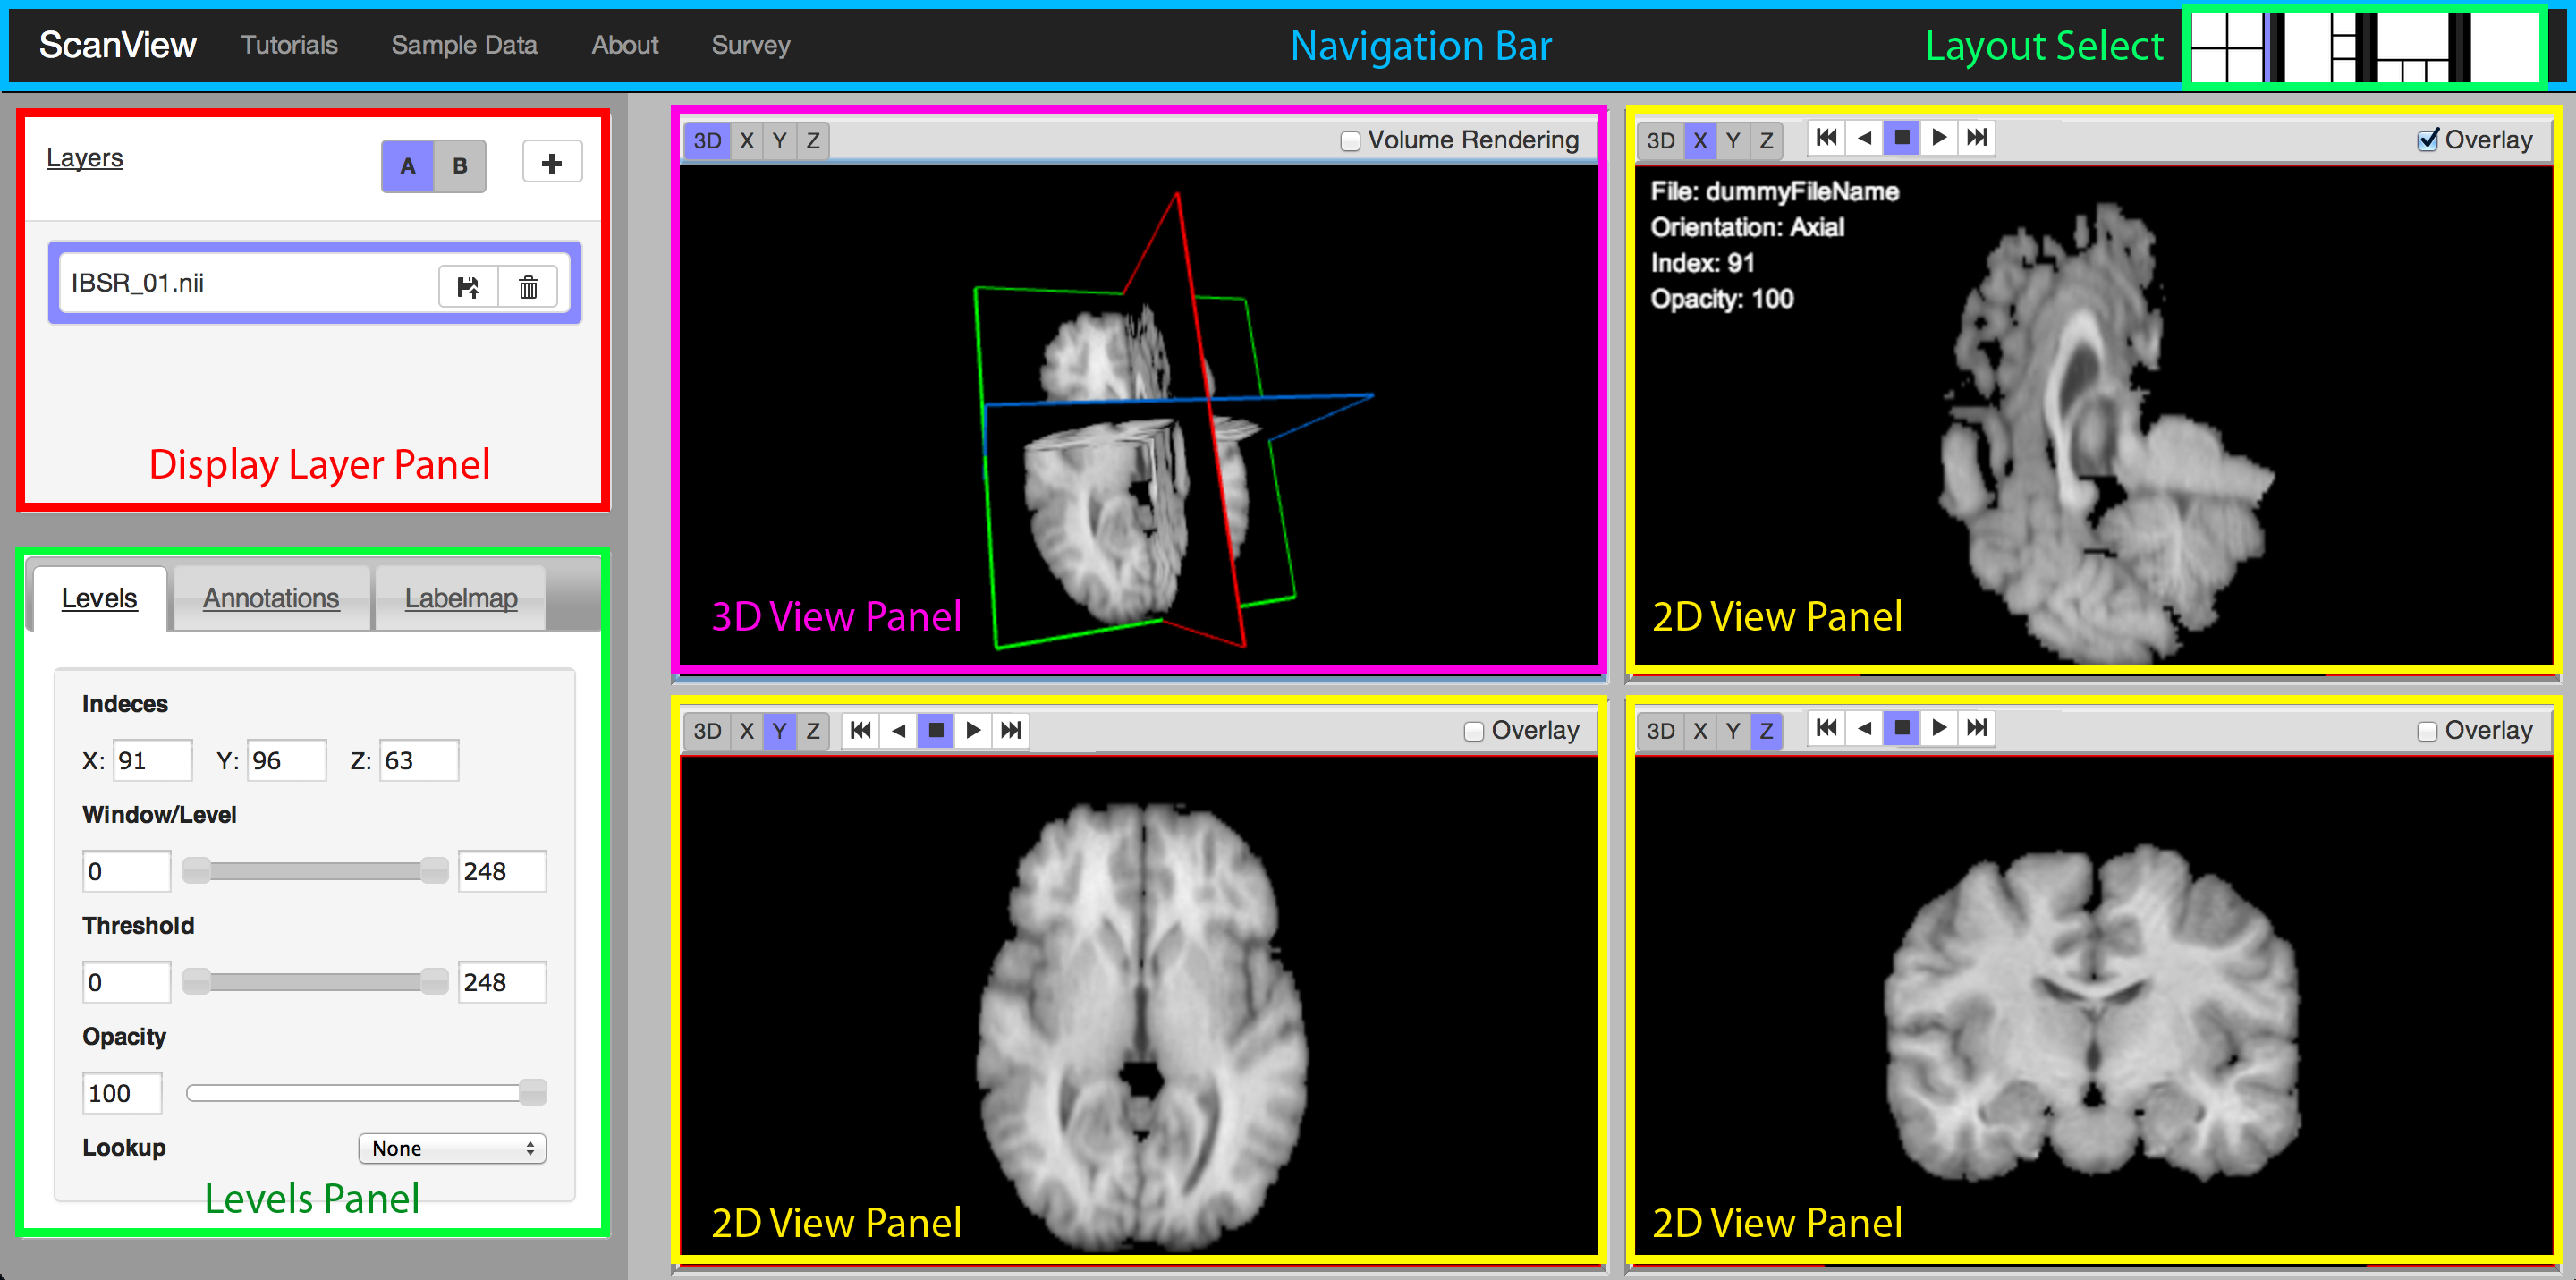 ScanView Tutorials Sample Data About Survey Navigation Bar Layout Select
Layers A B
IBSR_01.nii
Display Layer Panel
Levels Annotations Labelmap
Indeces
X: 91 Y: 96 Z: 63
Window/Level
0 248
Threshold
0 248
Opacity
100
Lookup None
Levels Panel
3D X Y Z Volume Rendering
3D View Panel
3D X Y Z Overlay
File: dummyFileName
Orientation: Axial
Index: 91
Opacity: 100
2D View Panel
3D X Y Z Overlay
2D View Panel
3D X Y Z Overlay
2D View Panel